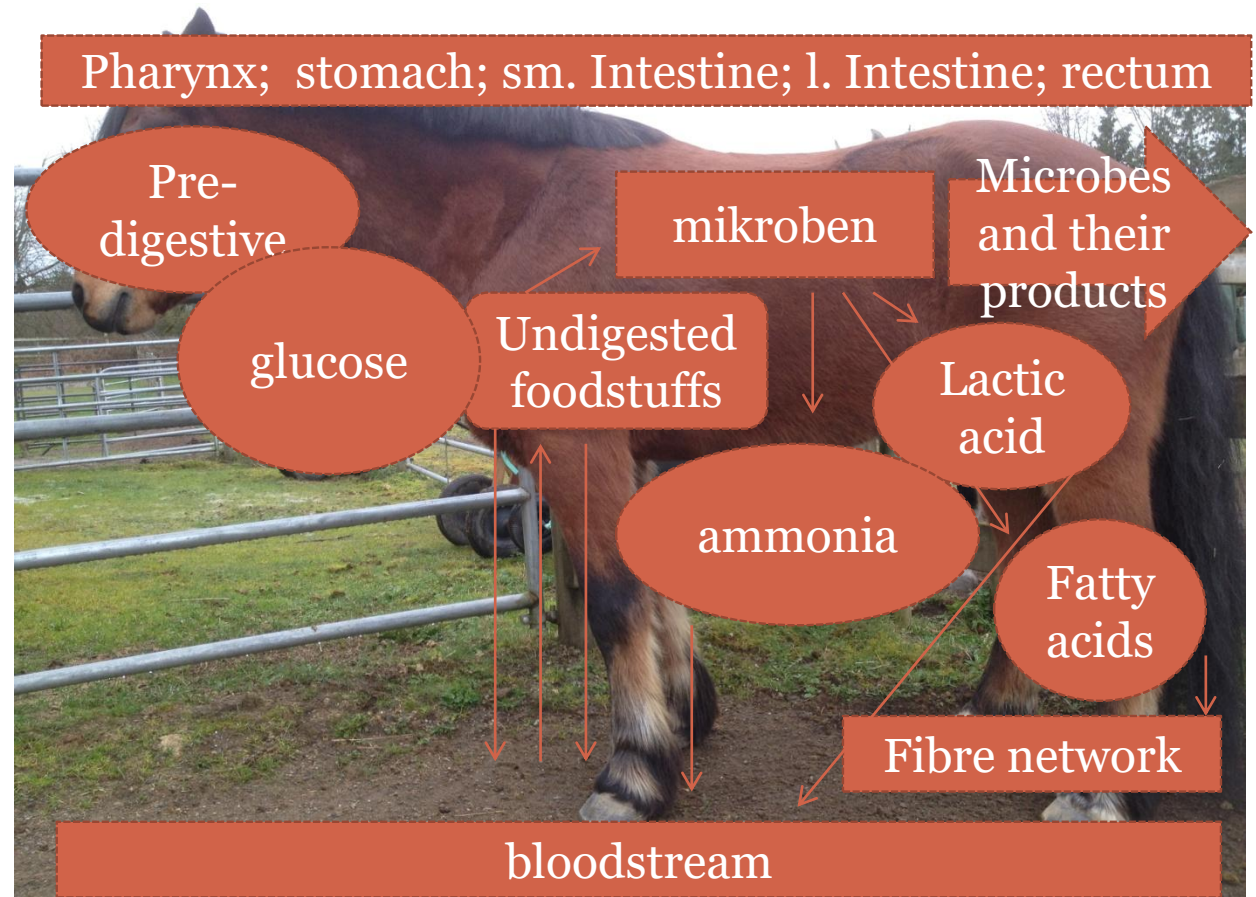 Pharynx;  stomach; sm. Intestine; l. Intestine; rectum
Pre-
digestive
glucose
Undigested
foodstuffs
mikroben
Microbes
and their
products
Lactic
acid
ammonia
Fatty
acids
Fibre network
bloodstream